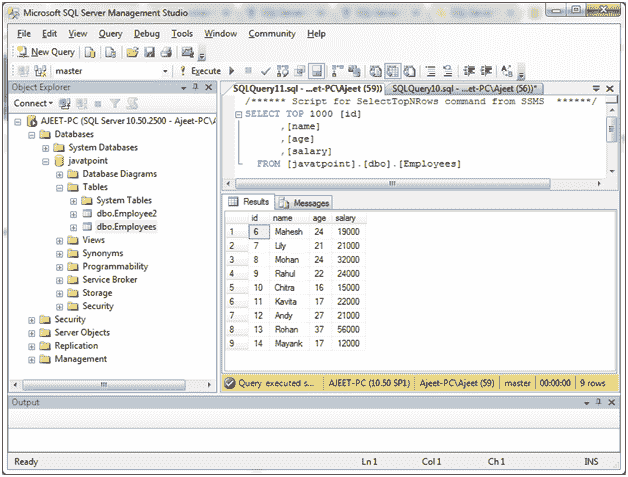 Microsoft SQL Server Management Studio
File Edit View Query Debug Tools Window Community Help
New Query
master Execute
Object Explorer
Connect
AJEET-PC (SQL Server 10.50.2500 - Ajeet-PC\A
Databases
System Databases
javatpoint
Database Diagrams
Tables
System Tables
dbo.Employee2
dbo.Employees
Views
Synonyms
Programmability
Service Broker
Storage
Security
Security
Server Objects
Replication
Management
SQLQuery11.sql - ...et-PC\Ajeet (59)) SQLQuery10.sql - ...et-PC\Ajeet (56))*
/****** Script for SelectTopNRows command from SSMS ******/
SELECT TOP 1000 [id]
,[name]
,[age]
,[salary]
FROM [javatpoint].[dbo].[Employees]
Results Messages
id name age salary
1 6 Mahesh 24 19000
2 7 Lily 21 21000
3 8 Mohan 24 32000
4 9 Rahul 22 24000
5 10 Chitra 16 15000
6 11 Kavita 17 22000
7 12 Andy 27 21000
8 13 Rohan 37 56000
9 14 Mayank 17 12000
Query executed s... AJEET-PC (10.50 SP1) Ajeet-PC\Ajeet (59) master 00:00:00 9 rows
Output
Ready Ln 1 Col 1 Ch 1 INS